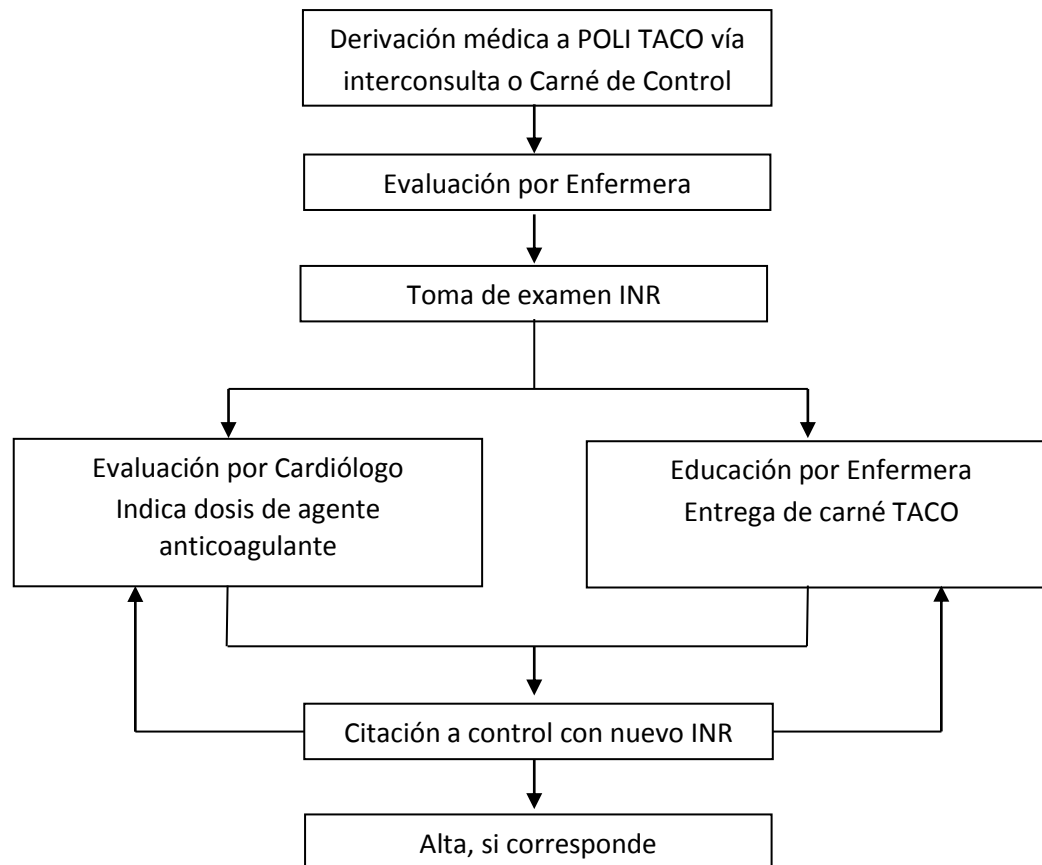 Derivación médica a POLI TACO vía
interconsulta o Carné de Control
Evaluación por Enfermera
Toma de examen INR
Evaluación por Cardiólogo
Indica dosis de agente
anticoagulante
Educación por Enfermera
Entrega de carné TACO
Citación a control con nuevo INR
Alta, si corresponde